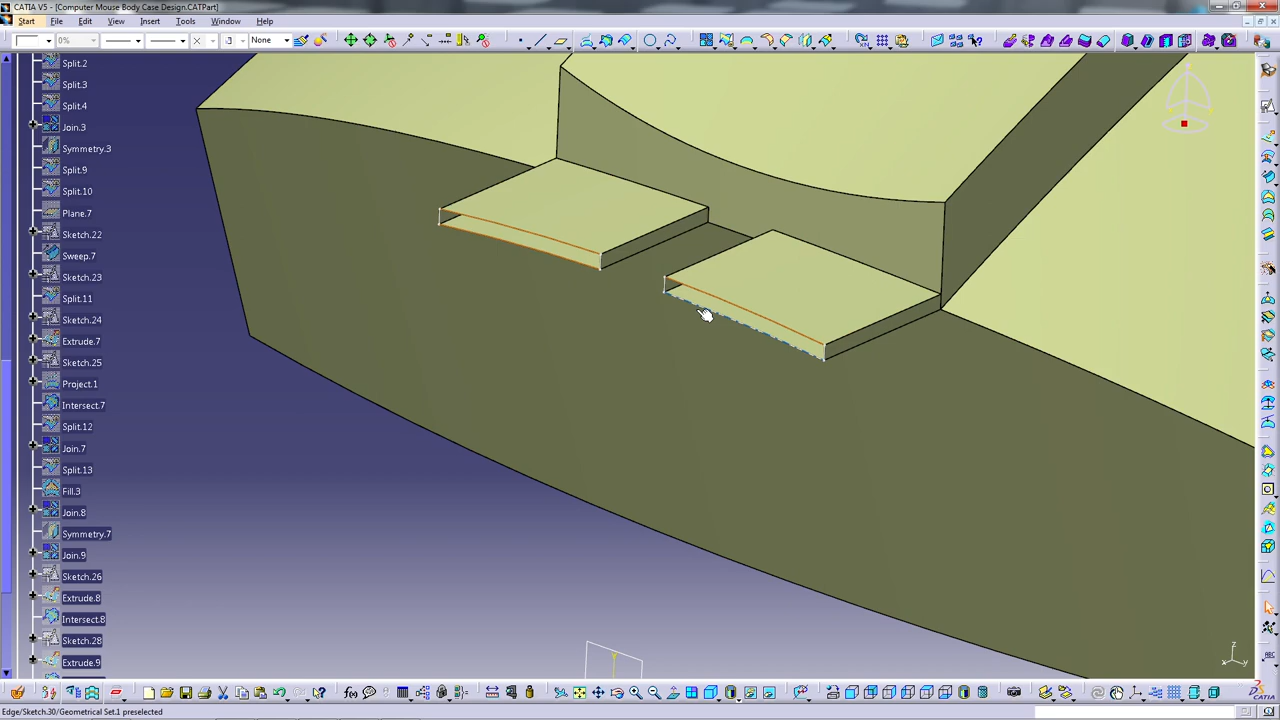 CATIA V5 - [Computer Mouse Body Case Design.CATPart]
Start File Edit View Insert Tools Window Help
0% None
Split.2
Split.3
Split.4
Join.3
Symmetry.3
Split.9
Split.10
Plane.7
Sketch.22
Sweep.7
Sketch.23
Split.11
Sketch.24
Extrude.7
Sketch.25
Project.1
Intersect.7
Split.12
Join.7
Split.13
Fill.3
Join.8
Symmetry.7
Join.9
Sketch.26
Extrude.8
Intersect.8
Sketch.28
Extrude.9
z
x y
Edge/Sketch.30/Geometrical Set.1 preselected